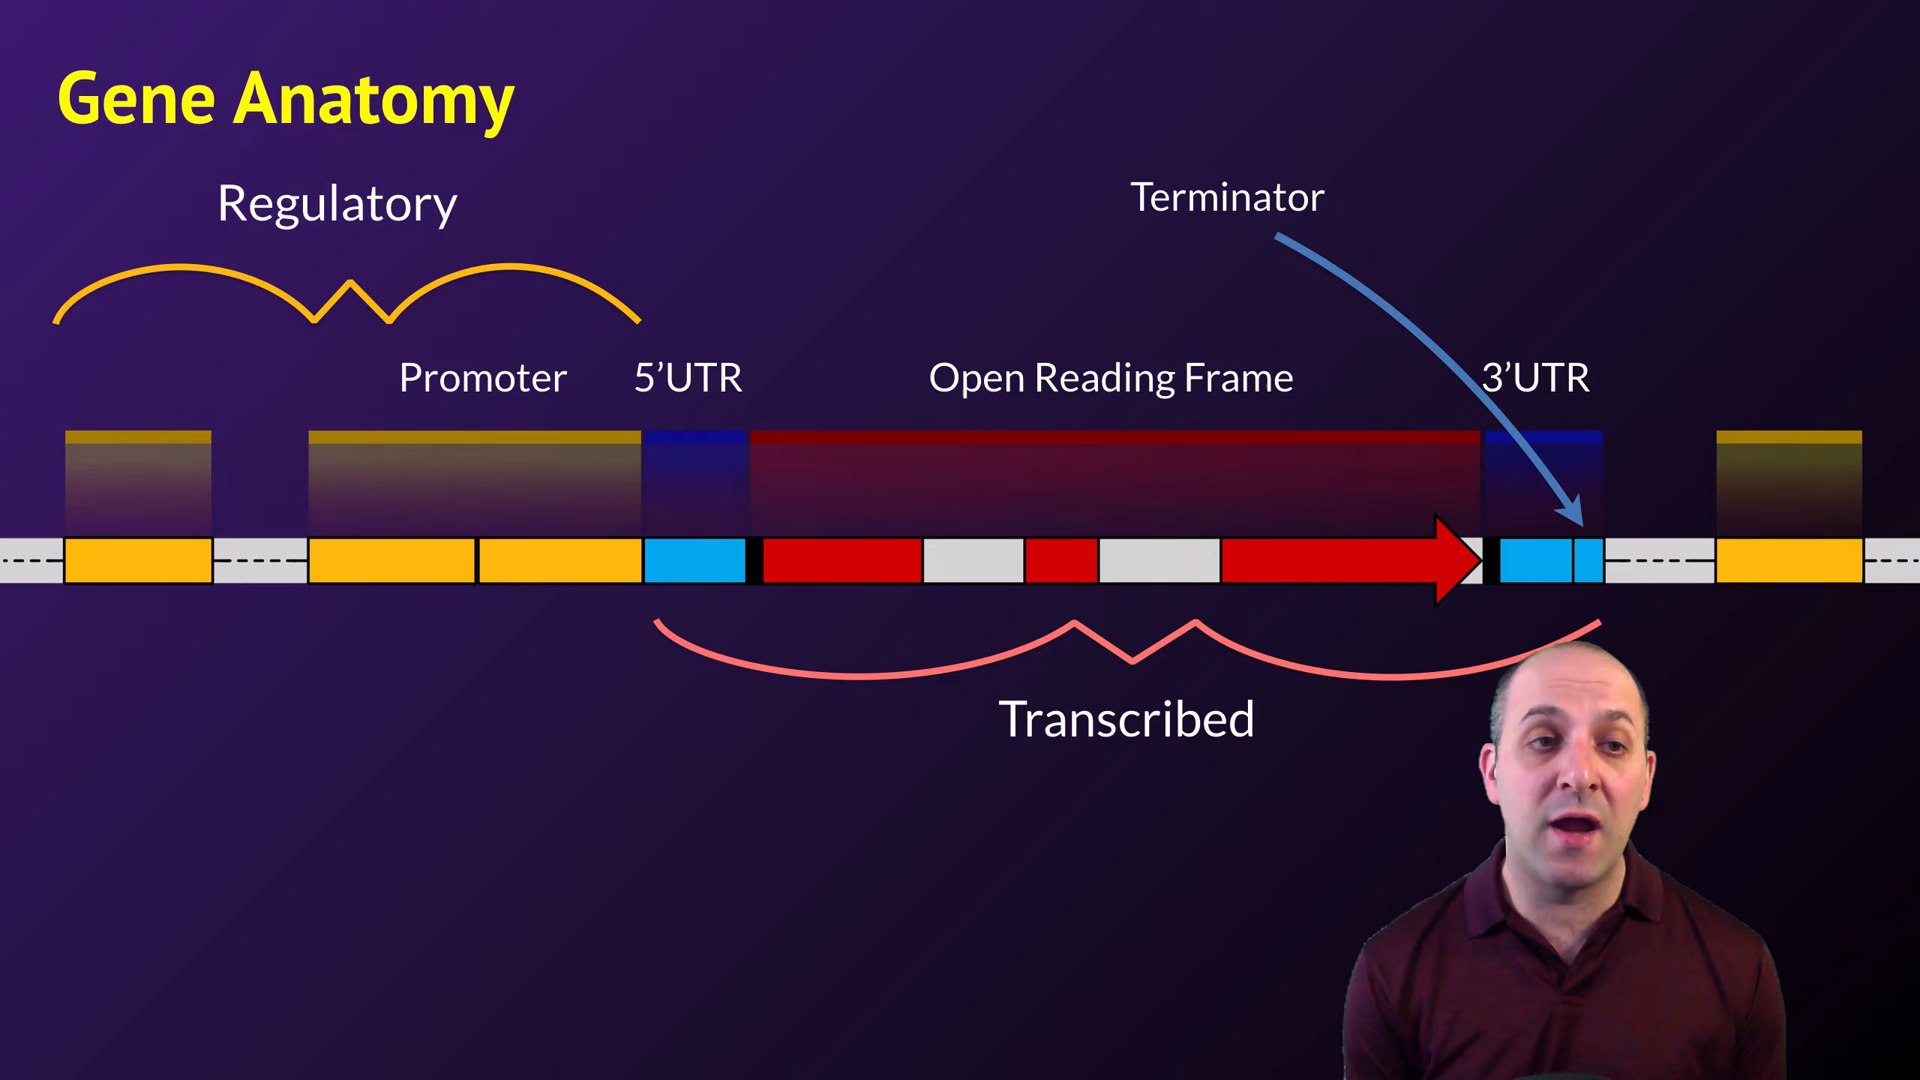 Gene Anatomy
Regulatory
Terminator
Promoter
5’UTR
Open Reading Frame
3’UTR
Transcribed